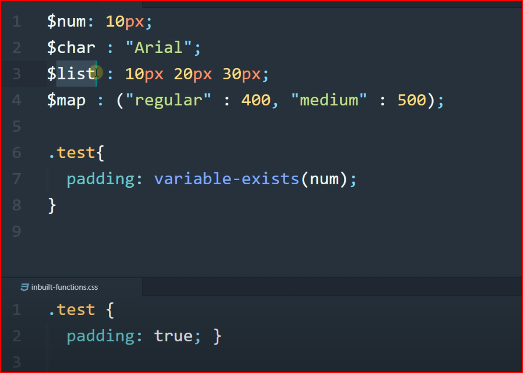 1 $num: 10px;
2 $char : "Arial";
3 $list : 10px 20px 30px;
4 $map : ("regular" : 400, "medium" : 500);
5
6 .test{
7 padding: variable-exists(num);
8 }
9
inbuilt-functions.css
1 .test {
2 padding: true; }
3